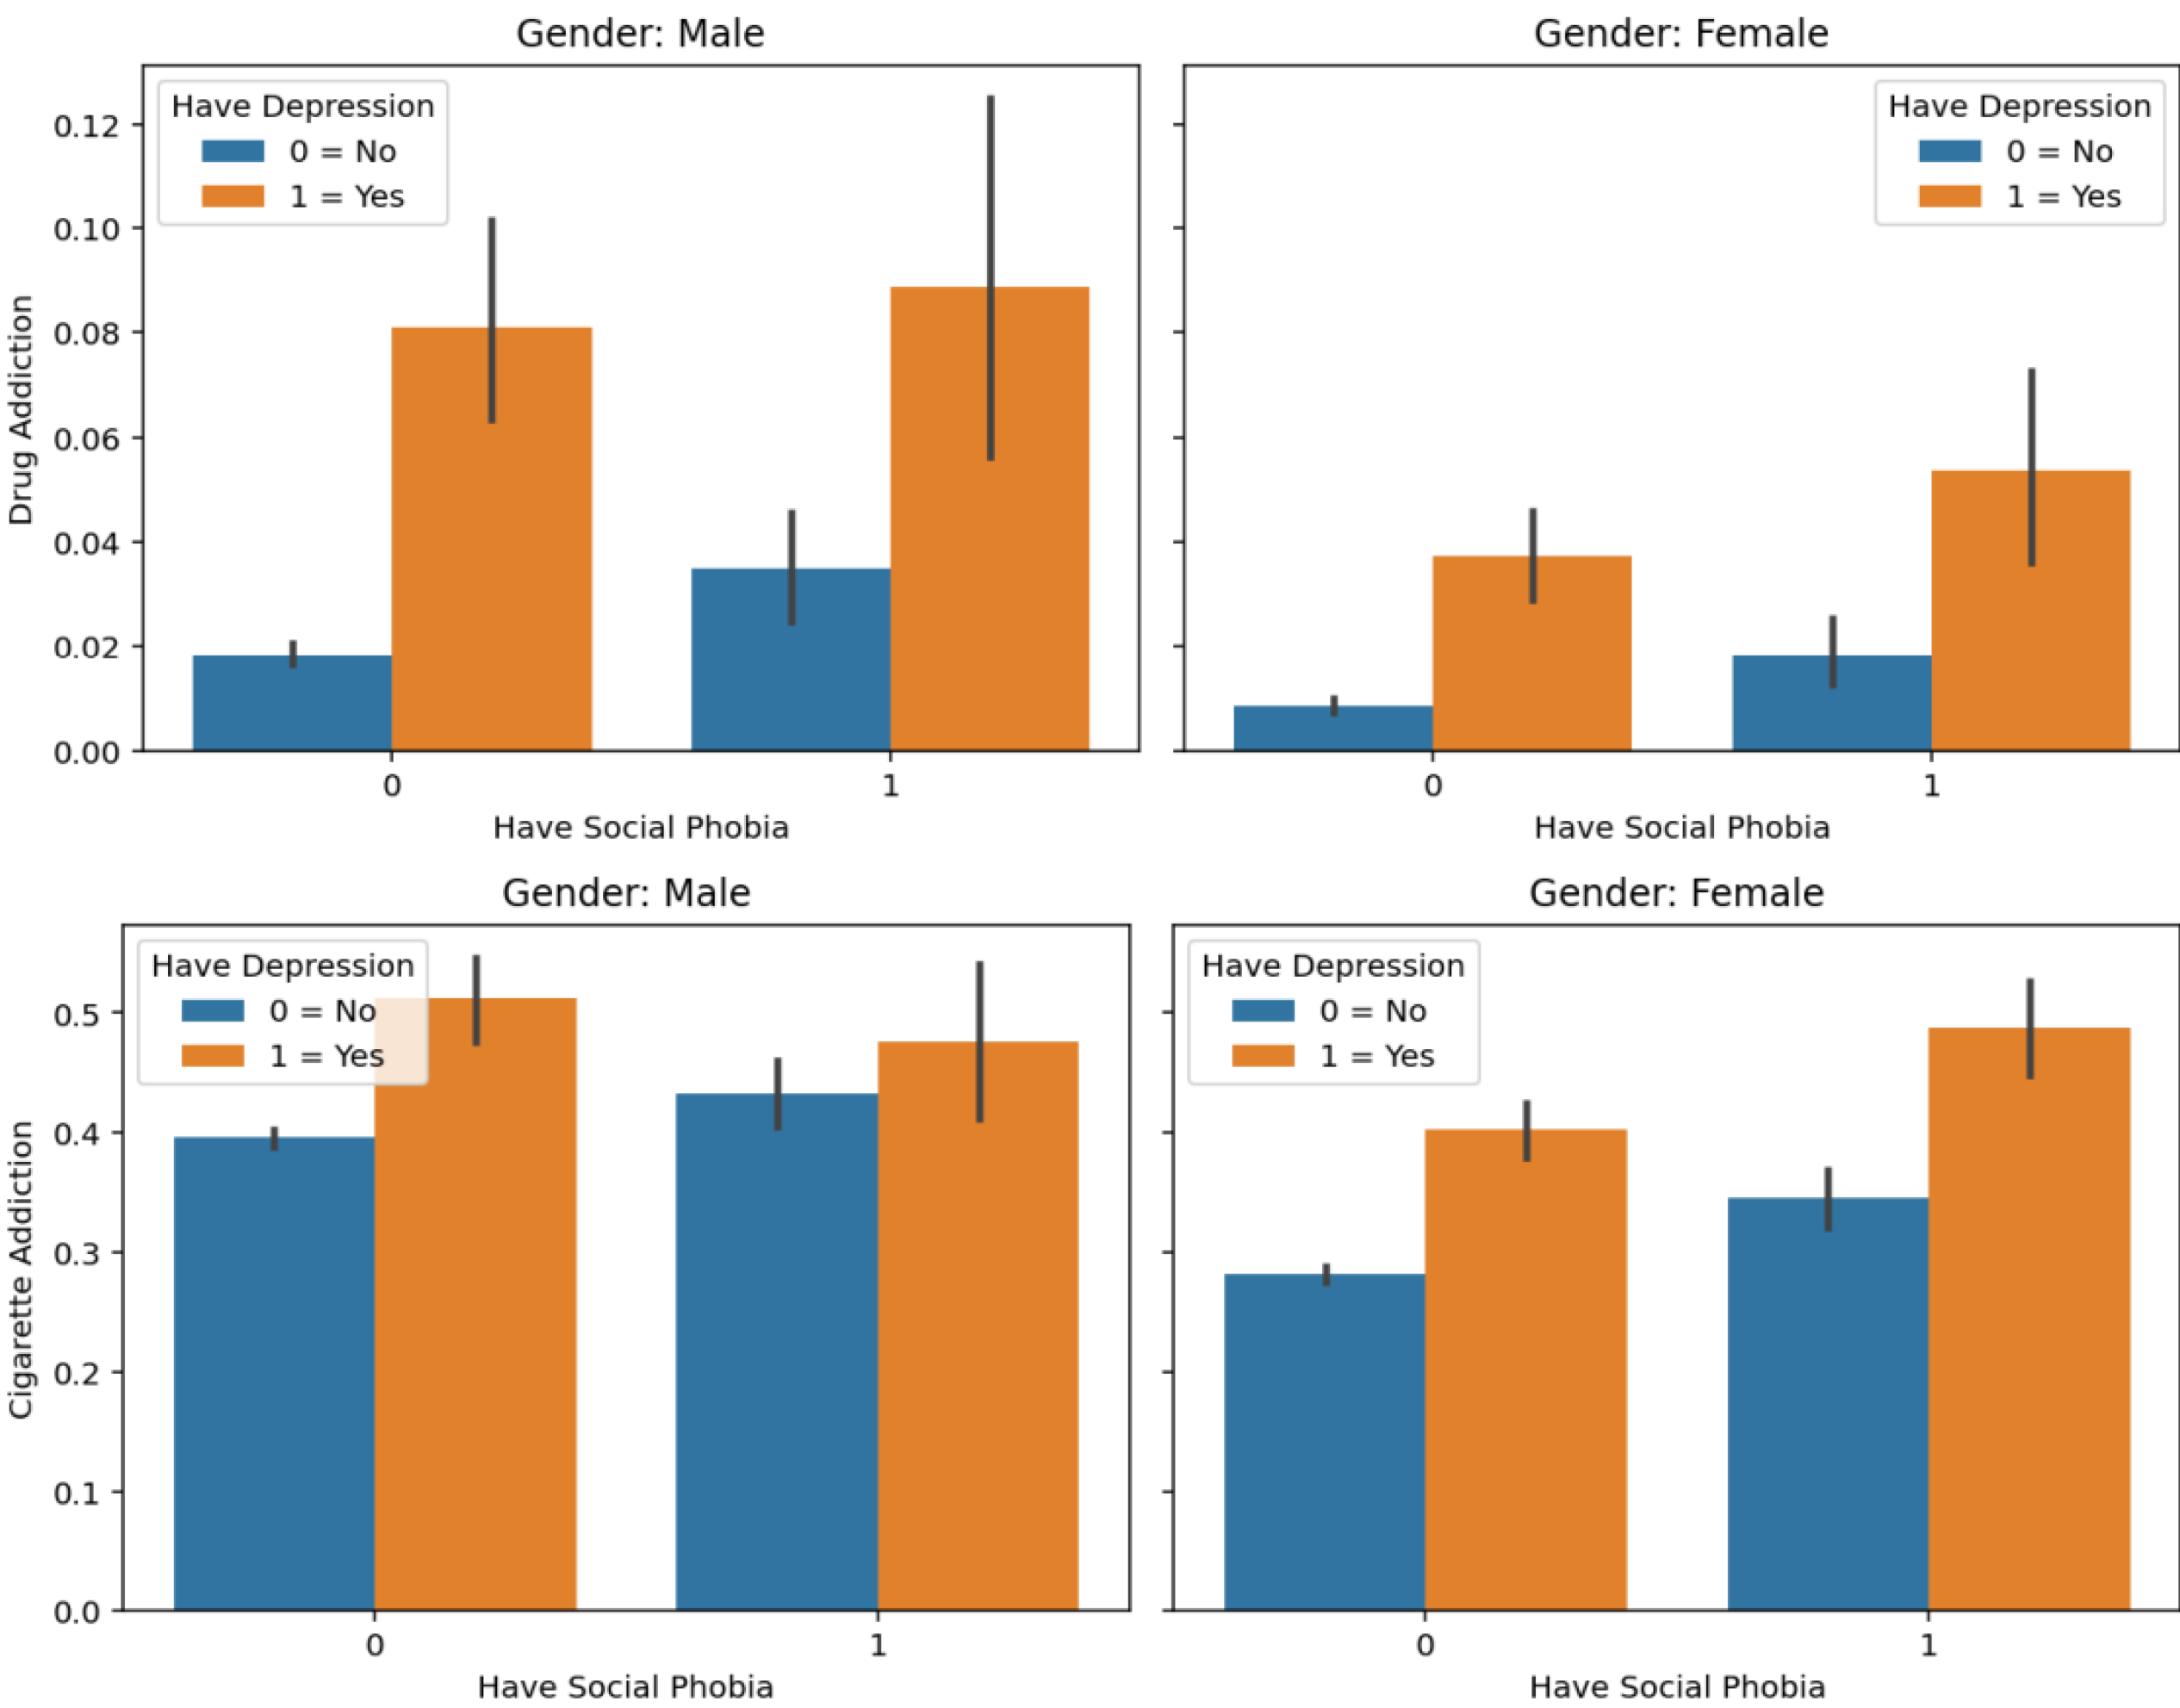 Gender: Male
Have Depression
0 = No
1 = Yes
0.12
0.10
0.08
0.06
0.04
0.02
0.00
Drug Addiction
0
1
Have Social Phobia
Gender: Female
Have Depression
0 = No
1 = Yes
0
1
Have Social Phobia
Gender: Male
Have Depression
0 = No
1 = Yes
0.5
0.4
0.3
0.2
0.1
0.0
Cigarette Addiction
0
1
Have Social Phobia
Gender: Female
Have Depression
0 = No
1 = Yes
0
1
Have Social Phobia